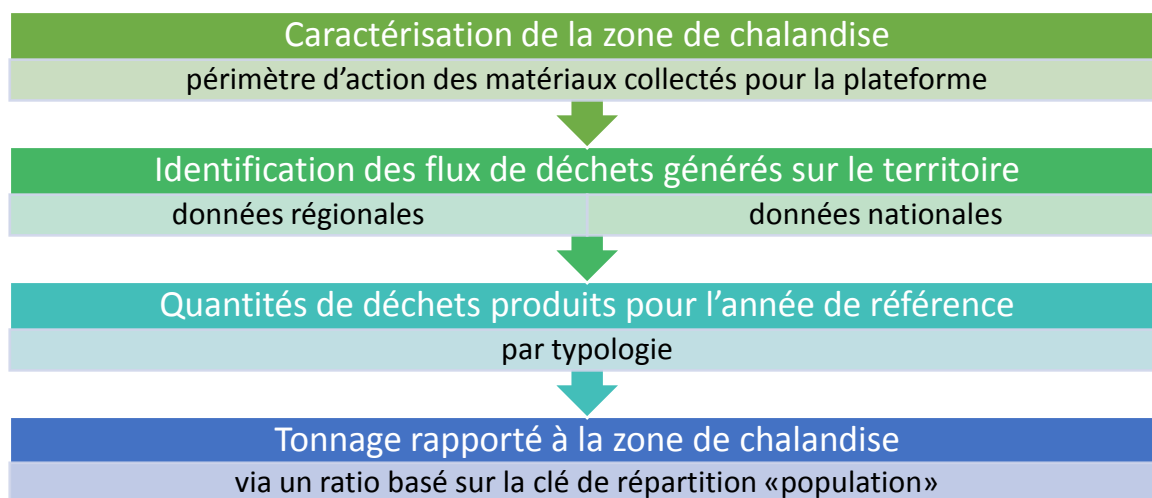 Caractérisation de la zone de chalandise
périmètre d’action des matériaux collectés pour la plateforme
Identification des flux de déchets générés sur le territoire
données régionales
données nationales
Quantités de déchets produits pour l’année de référence
par typologie
Tonnage rapporté à la zone de chalandise
via un ratio basé sur la clé de répartition «population»